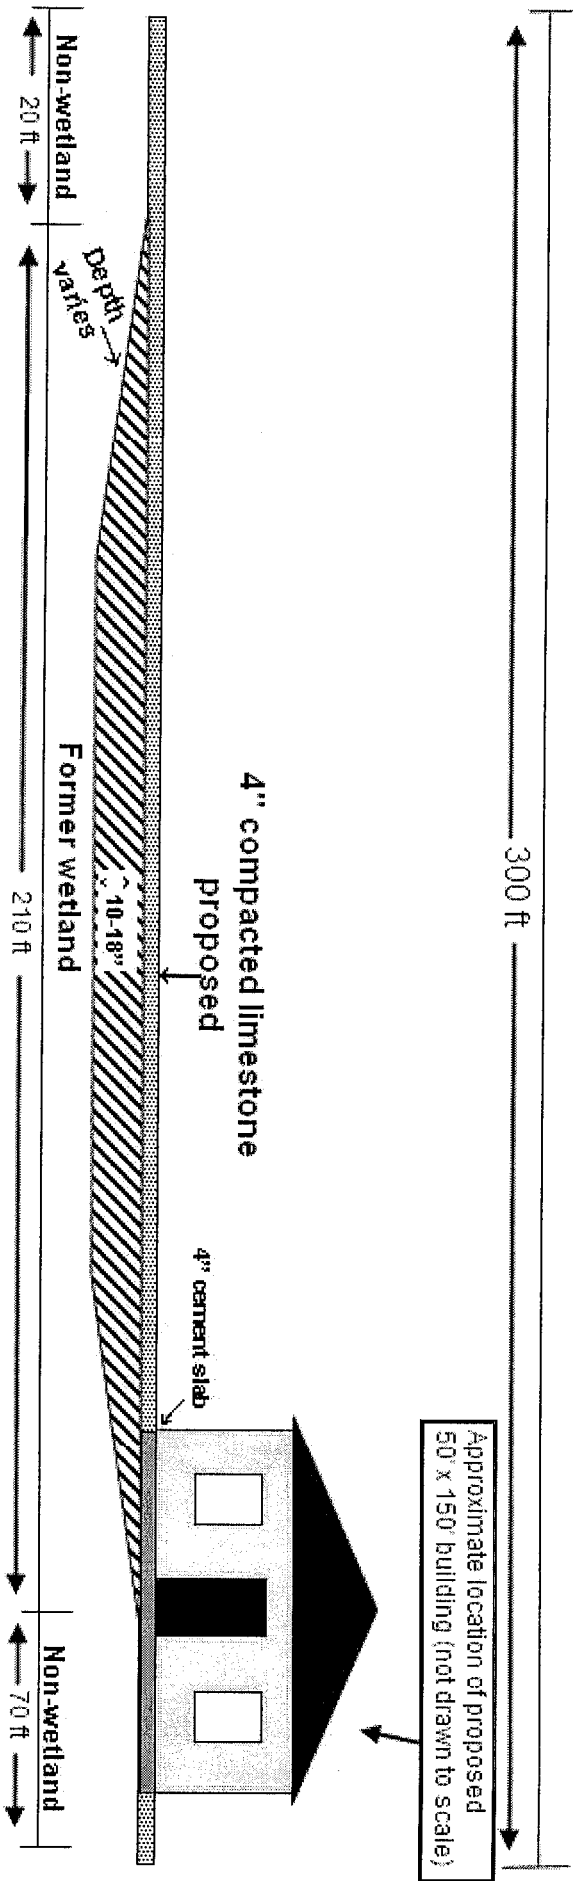 300 ft
Approximate location of proposed
50' x 150' building (not drawn to scale)
4" compacted limestone
proposed
4" cement slab
Depth
varies
10-18"
Non-wetland
20 ft
Former wetland
210 ft
Non-wetland
70 ft